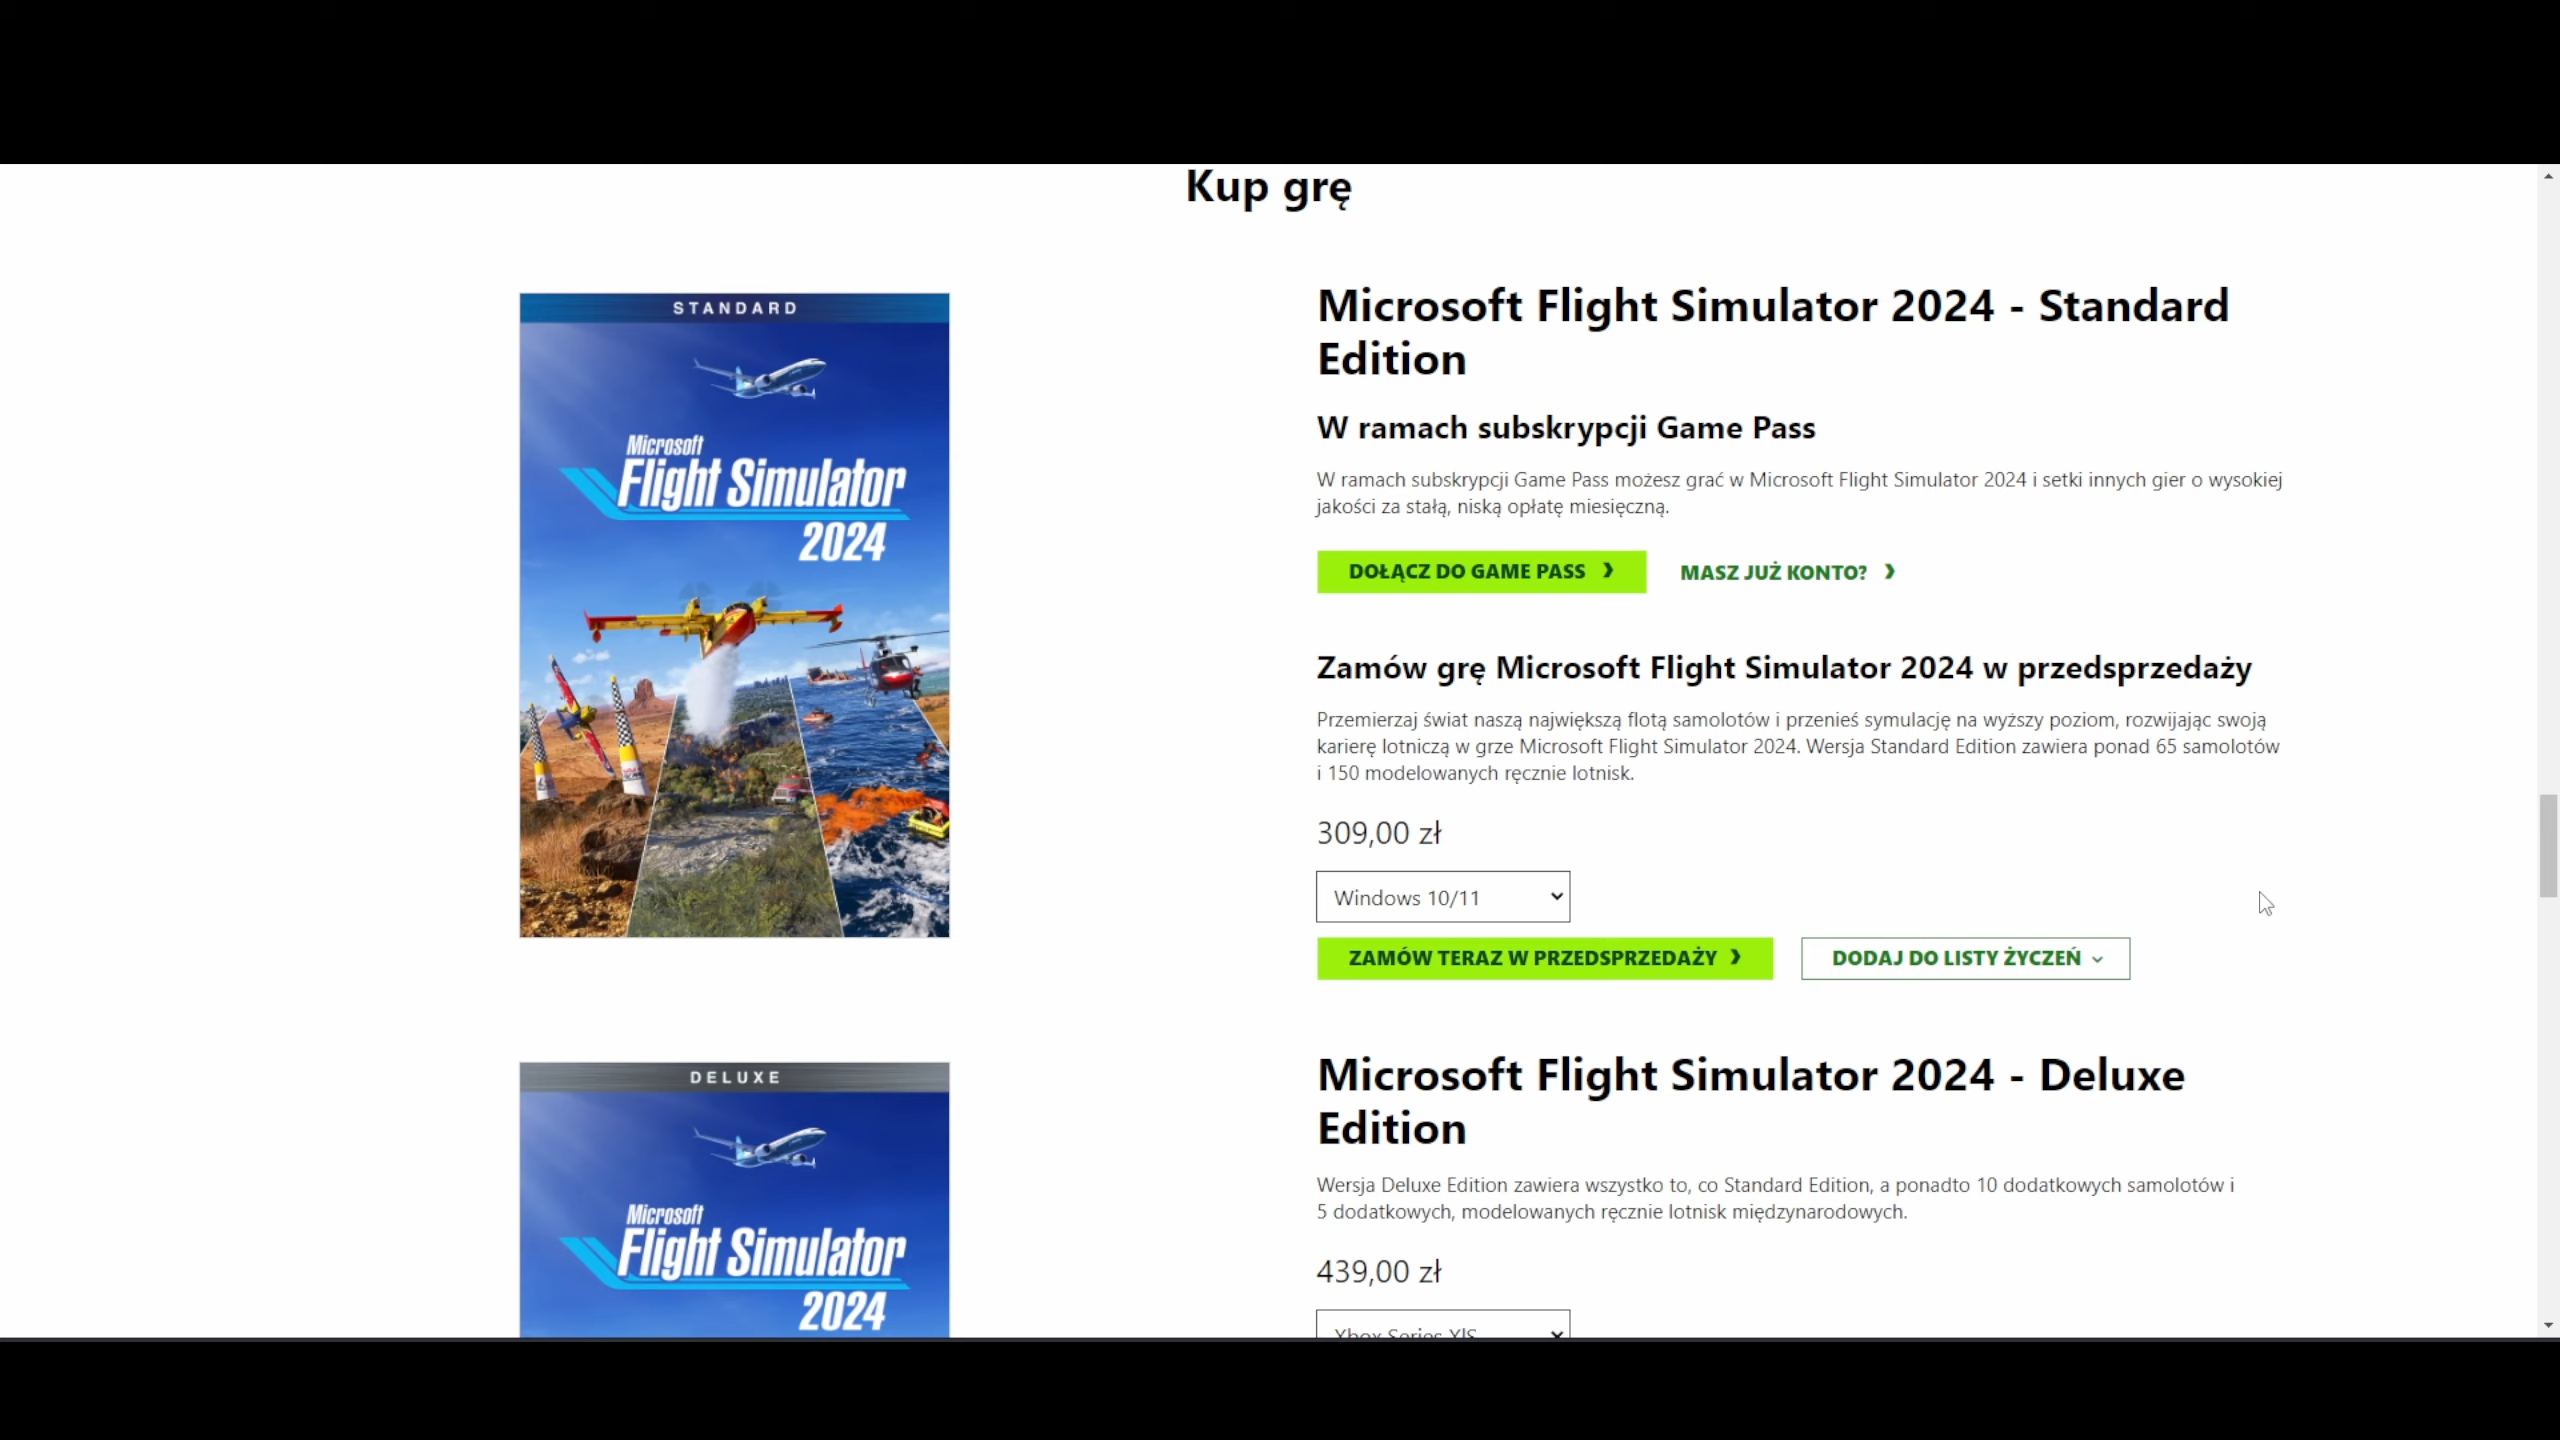 Kup grę
STANDARD
Microsoft
Flight Simulator
2024
Microsoft Flight Simulator 2024 - Standard
Edition
W ramach subskrypcji Game Pass
W ramach subskrypcji Game Pass możesz grać w Microsoft Flight Simulator 2024 i setki innych gier o wysokiej
jakości za stałą, niską opłatę miesięczną.
DOŁĄCZ DO GAME PASS
MASZ JUŻ KONTO?
Zamów grę Microsoft Flight Simulator 2024 w przedsprzedaży
Przemierzaj świat naszą największą flotą samolotów i przenieś symulację na wyższy poziom, rozwijając swoją
karierę lotniczą w grze Microsoft Flight Simulator 2024. Wersja Standard Edition zawiera ponad 65 samolotów
i 150 modelowanych ręcznie lotnisk.
309,00 zł
Windows 10/11
ZAMÓW TERAZ W PRZEDSPRZEDAŻY
DODAJ DO LISTY ŻYCZEŃ
DELUXE
Microsoft
Flight Simulator
2024
Microsoft Flight Simulator 2024 - Deluxe
Edition
Wersja Deluxe Edition zawiera wszystko to, co Standard Edition, a ponadto 10 dodatkowych samolotów i
5 dodatkowych, modelowanych ręcznie lotnisk międzynarodowych.
439,00 zł
Xbox Series X|S